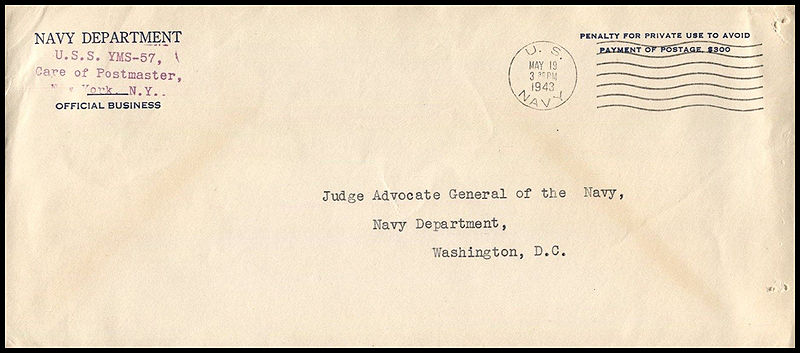 NAVY DEPARTMENT
U.S.S. YMS-57,
Care of Postmaster,
New York, N.Y.
OFFICIAL BUSINESS
U. S.
MAY 19
3 PM
1943
NAVY
PENALTY FOR PRIVATE USE TO AVOID
PAYMENT OF POSTAGE, $300
Judge Advocate General of the Navy,
Navy Department,
Washington, D.C.